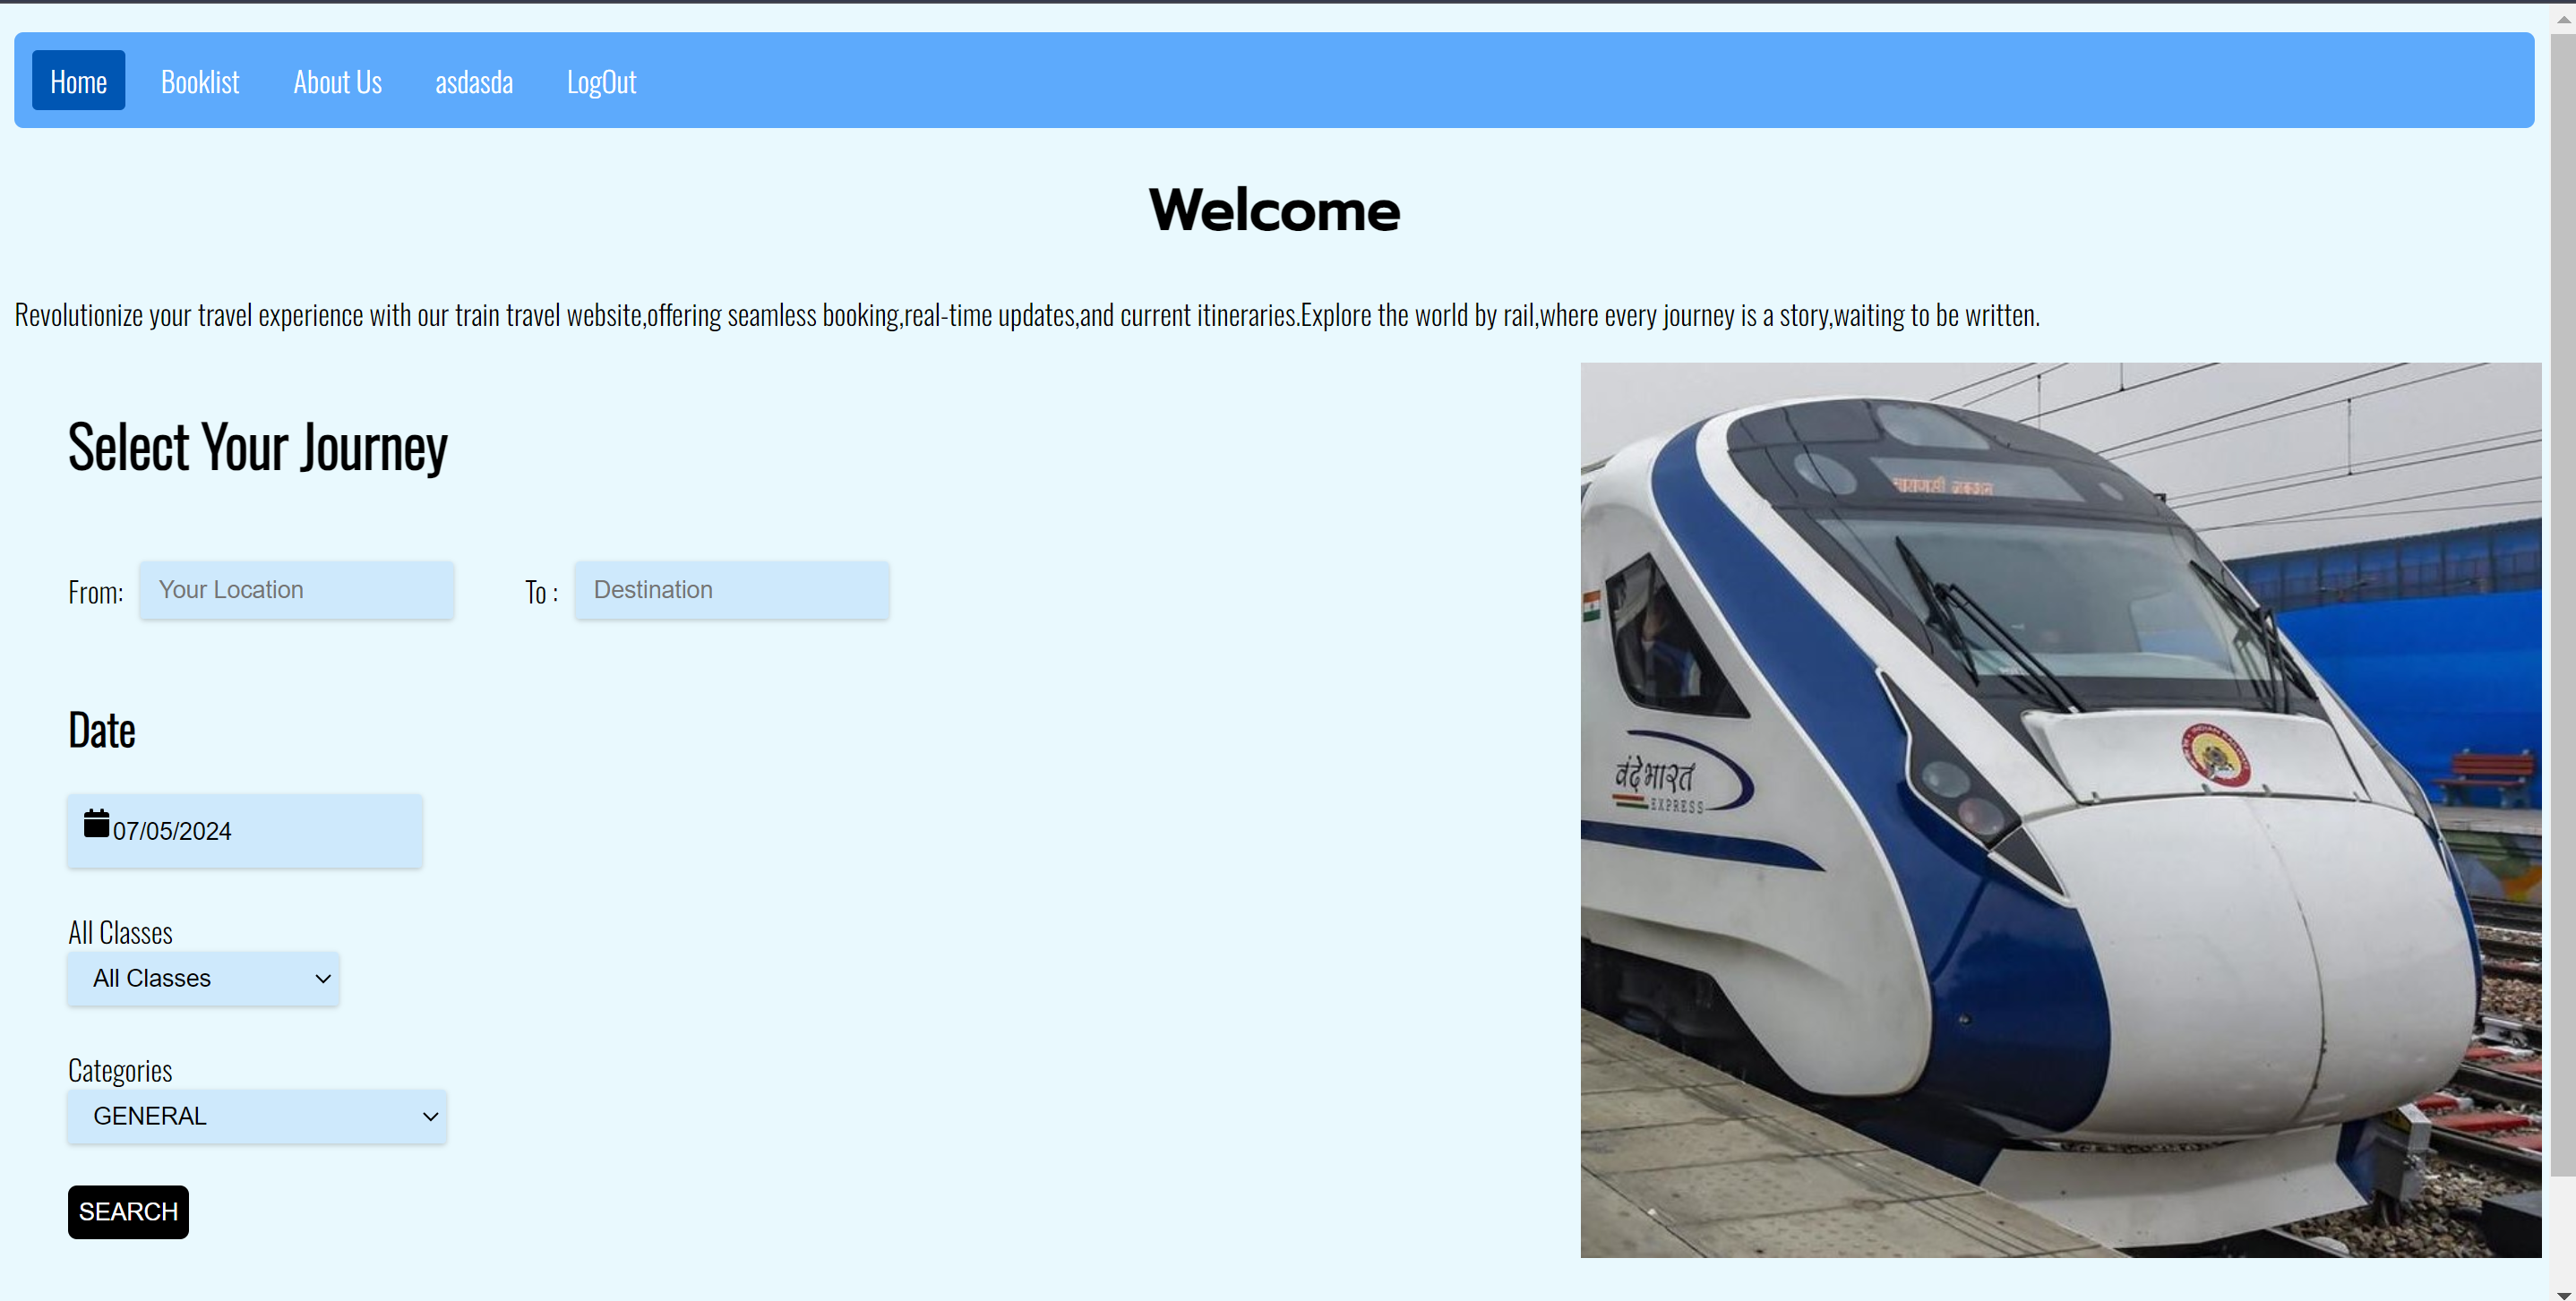 Home Booklist About Us asdasda LogOut
Welcome
Revolutionize your travel experience with our train travel website,offering seamless booking,real-time updates,and current itineraries.Explore the world by rail,where every journey is a story,waiting to be written.
Select Your Journey
From: Your Location To : Destination
Date
07/05/2024
All Classes
All Classes
Categories
GENERAL
SEARCH
वंदे भारत
EXPRESS